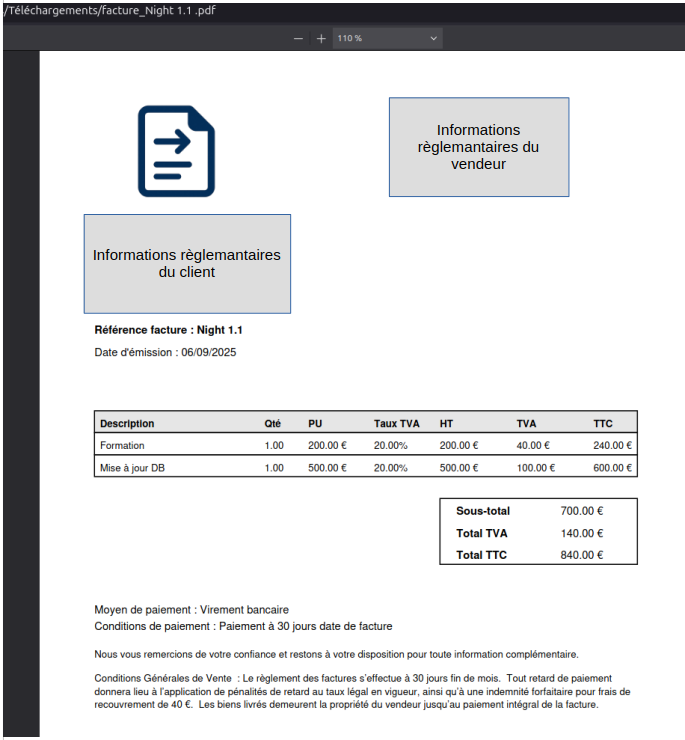 /Téléchargements/facture_Night 1.1 .pdf
− + 110 %
Informations
règlemantaires du
vendeur
Informations règlemantaires
du client
Référence facture : Night 1.1
Date d'émission : 06/09/2025
Description Qté PU Taux TVA HT TVA TTC
Formation 1.00 200.00 € 20.00% 200.00 € 40.00 € 240.00 €
Mise à jour DB 1.00 500.00 € 20.00% 500.00 € 100.00 € 600.00 €
Sous-total 700.00 €
Total TVA 140.00 €
Total TTC 840.00 €
Moyen de paiement : Virement bancaire
Conditions de paiement : Paiement à 30 jours date de facture
Nous vous remercions de votre confiance et restons à votre disposition pour toute information complémentaire.
Conditions Générales de Vente : Le règlement des factures s'effectue à 30 jours fin de mois. Tout retard de paiement
donnera lieu à l'application de pénalités de retard au taux légal en vigueur, ainsi qu'à une indemnité forfaitaire pour frais de
recouvrement de 40 €. Les biens livrés demeurent la propriété du vendeur jusqu'au paiement intégral de la facture.